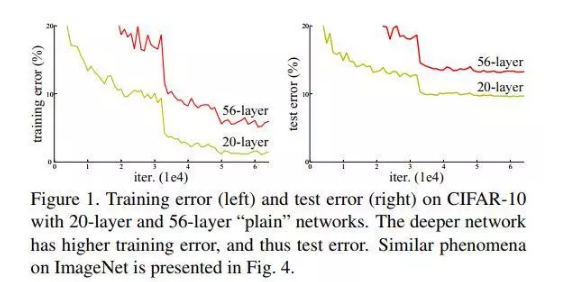 20
10
0
training error (%)
0 1 2 3 4 5 6
iter. (1e4)
56-layer
20-layer
20
10
0
test error (%)
0 1 2 3 4 5 6
iter. (1e4)
56-layer
20-layer
Figure 1. Training error (left) and test error (right) on CIFAR-10
with 20-layer and 56-layer “plain” networks. The deeper network
has higher training error, and thus test error. Similar phenomena
on ImageNet is presented in Fig. 4.